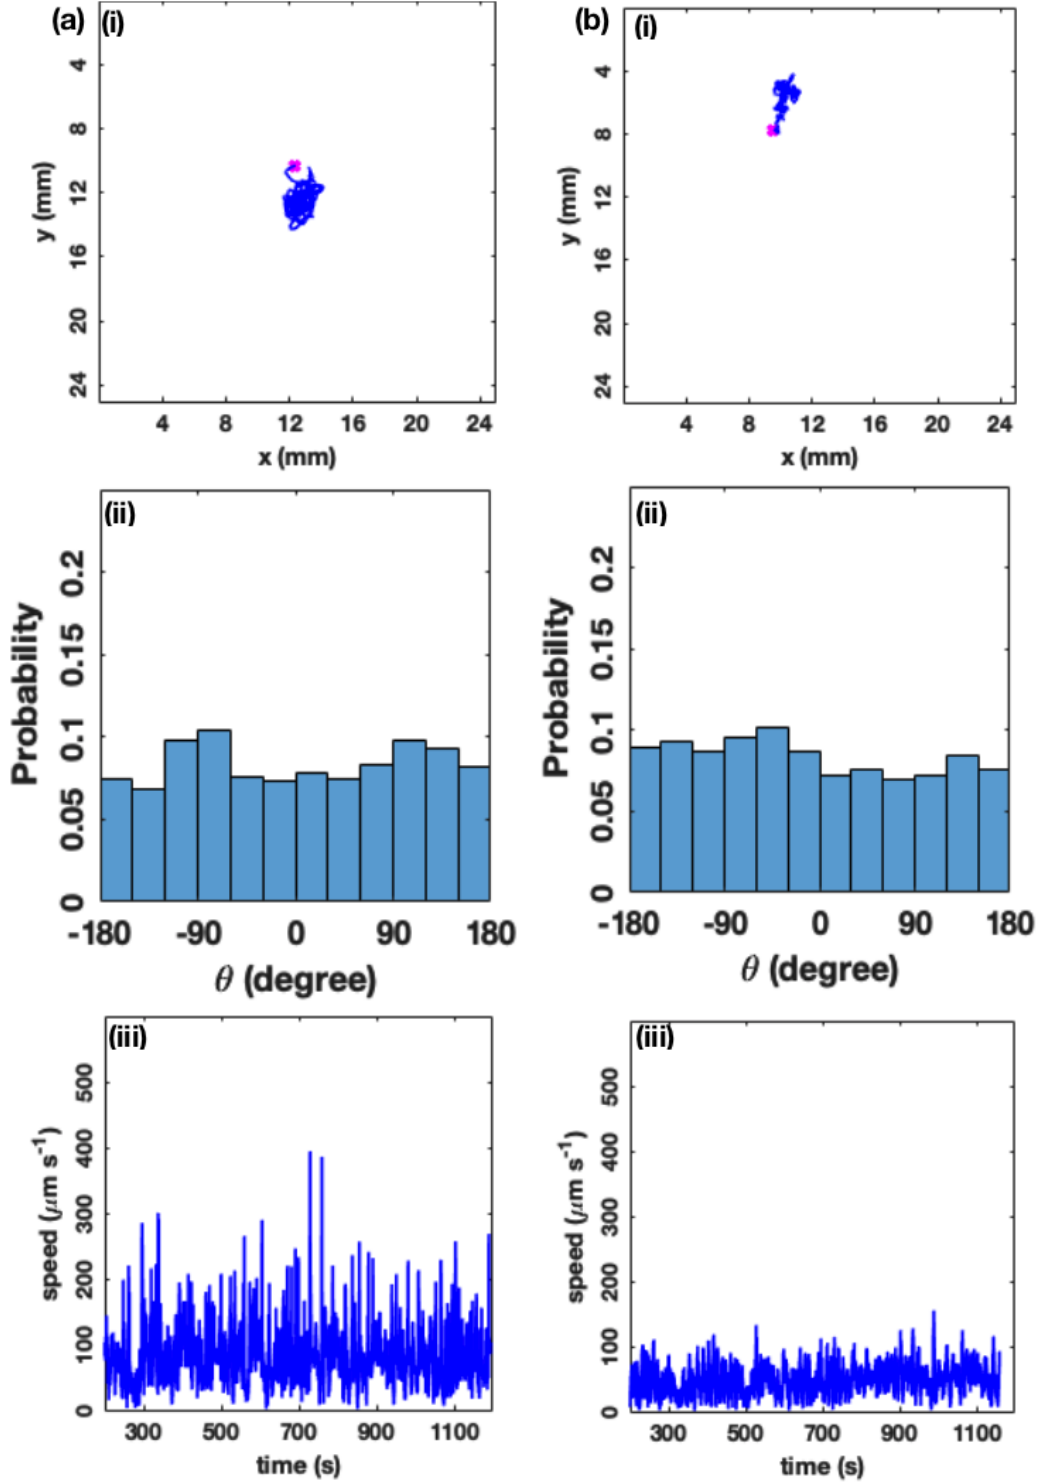 (a) (i)
4
8
12
16
20
24
y (mm)
4 8 12 16 20 24
x (mm)
(b) (i)
4
8
12
16
20
24
y (mm)
4 8 12 16 20 24
x (mm)
(ii)
0.2
0.15
0.1
0.05
0
Probability
-180 -90 0 90 180
θ (degree)
(ii)
0.2
0.15
0.1
0.05
0
Probability
-180 -90 0 90 180
θ (degree)
(iii)
500
400
300
200
100
0
speed (μm s⁻¹)
300 500 700 900 1100
time (s)
(iii)
500
400
300
200
100
0
speed (μm s⁻¹)
300 500 700 900 1100
time (s)